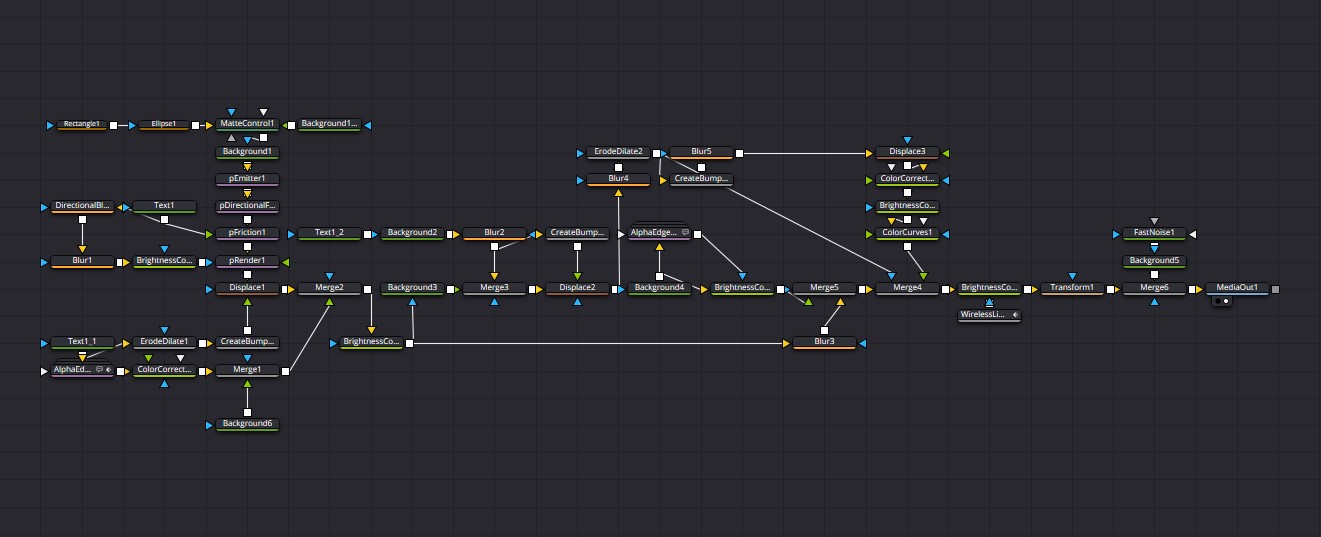 Rectangle1 Ellipse1 MatteControl1 Background1...
Background1 ErodeDilate2 Blur5 Displace3
pEmitter1 Blur4 CreateBump... ColorCorrect...
DirectionalBl... Text1 pDirectionalF... BrightnessCo...
pFriction1 Text1_2 Background2 Blur2 CreateBump... AlphaEdge... ColorCurves1 FastNoise1
Blur1 BrightnessCo... pRender1 Background5
Displace1 Merge2 Background3 Merge3 Displace2 Background4 BrightnessCo... Merge5 Merge4 BrightnessCo... Transform1 Merge6 MediaOut1
WirelessLi...
Text1_1 ErodeDilate1 CreateBump... BrightnessCo... Blur3
AlphaEd... ColorCorrect... Merge1
Background6